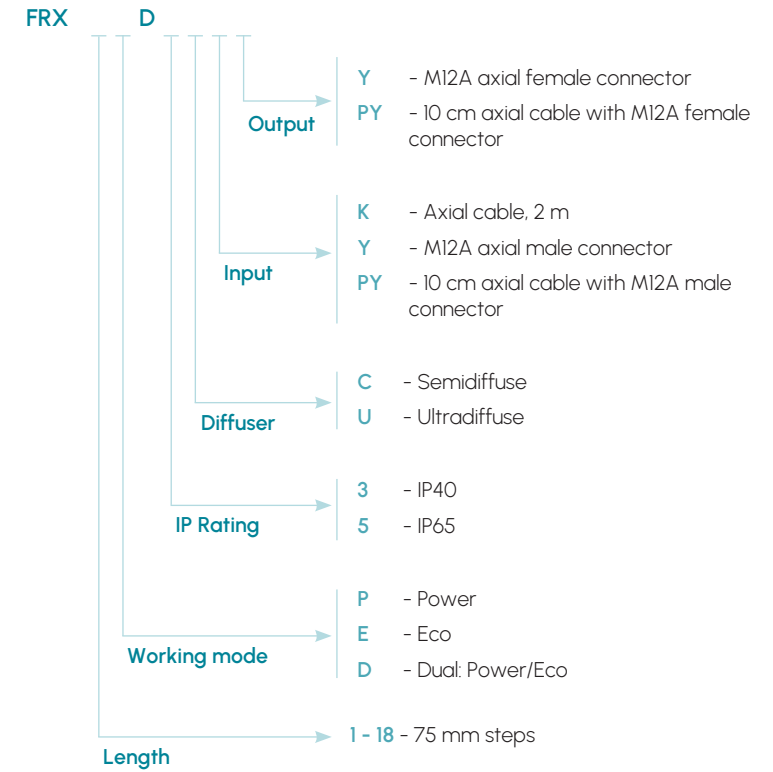 FRX D
Y - M12A axial female connector
PY - 10 cm axial cable with M12A female
connector
Output
K - Axial cable, 2 m
Y - M12A axial male connector
PY - 10 cm axial cable with M12A male
connector
Input
C - Semidiffuse
U - Ultradiffuse
Diffuser
3 - IP40
5 - IP65
IP Rating
P - Power
E - Eco
D - Dual: Power/Eco
Working mode
1 - 18 - 75 mm steps
Length